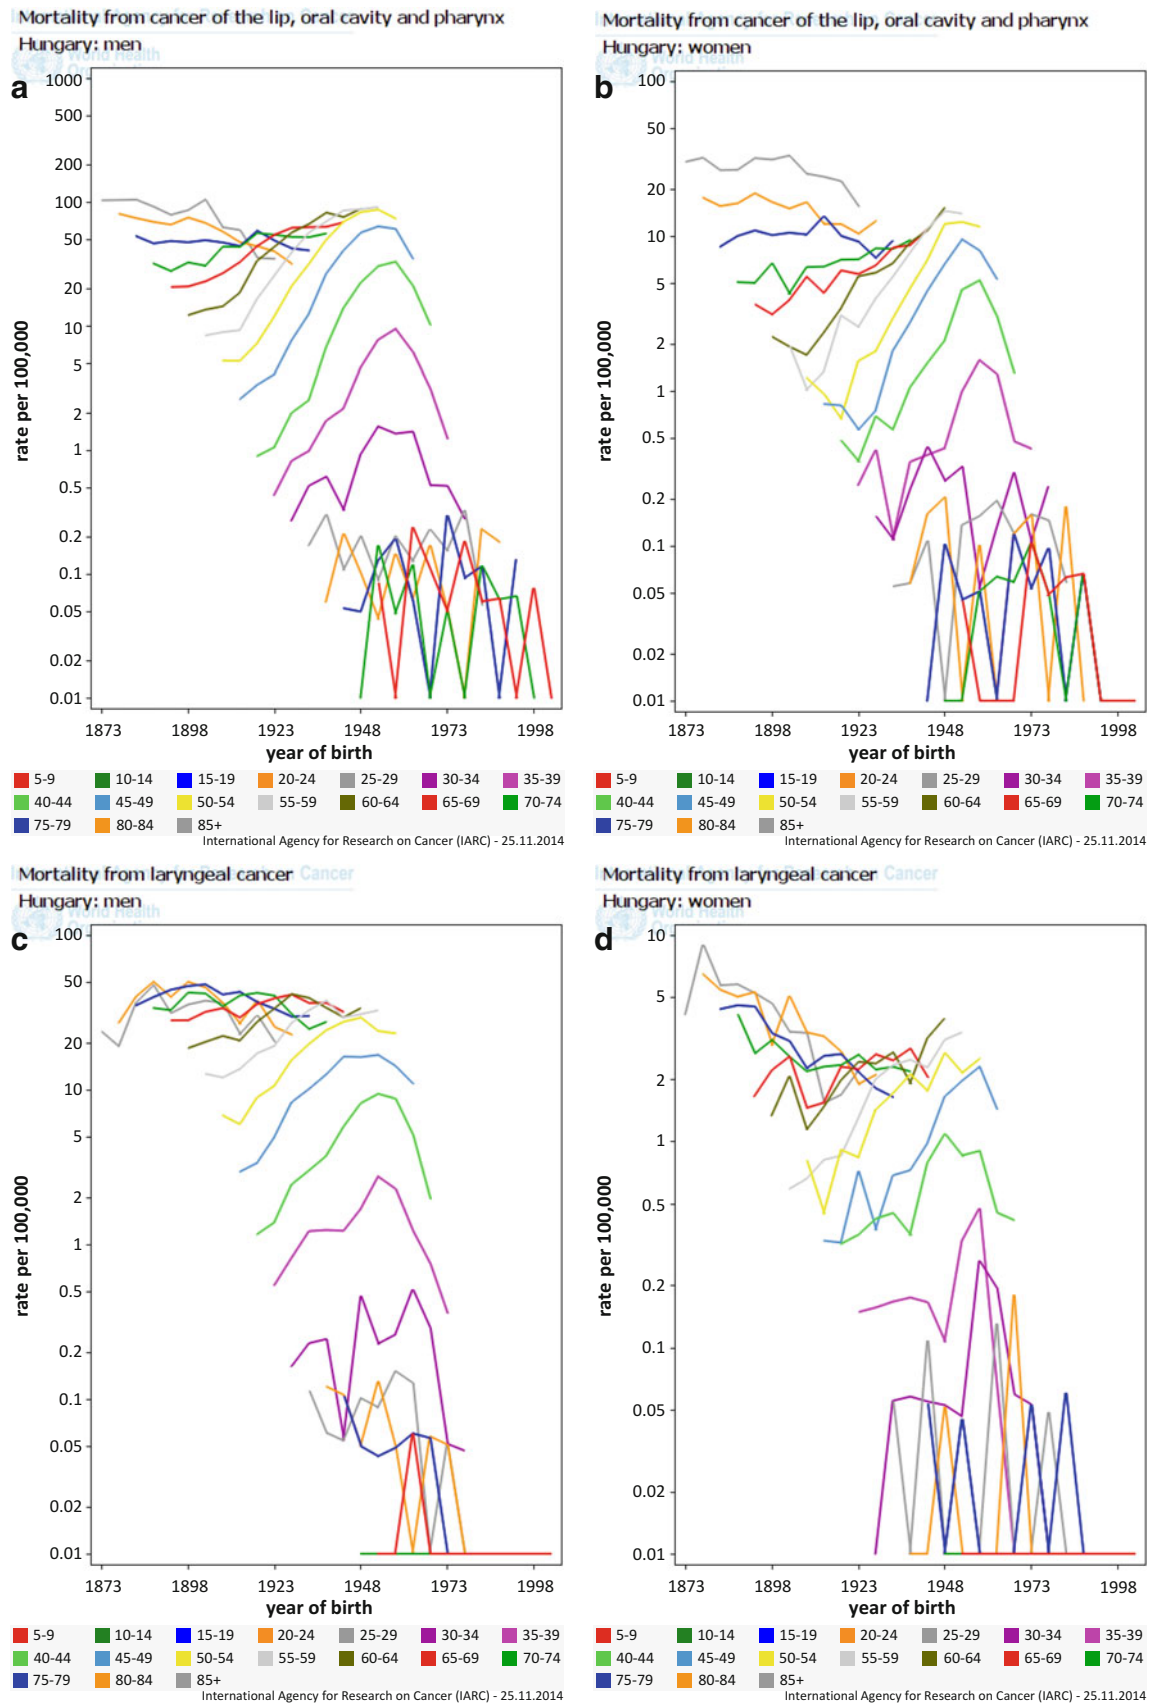 Mortality from cancer of the lip, oral cavity and pharynx
Hungary: men
World Health
a
1000
500
200
100
50
20
10
5
2
1
0.5
0.2
0.1
0.05
0.02
0.01
rate per 100,000
1873 1898 1923 1948 1973 1998
year of birth
5-9 10-14 15-19 20-24 25-29 30-34 35-39
40-44 45-49 50-54 55-59 60-64 65-69 70-74
75-79 80-84 85+
International Agency for Research on Cancer (IARC) - 25.11.2014
Mortality from cancer of the lip, oral cavity and pharynx
Hungary: women
World Health
b
100
50
20
10
5
2
1
0.5
0.2
0.1
0.05
0.02
0.01
rate per 100,000
1873 1898 1923 1948 1973 1998
year of birth
5-9 10-14 15-19 20-24 25-29 30-34 35-39
40-44 45-49 50-54 55-59 60-64 65-69 70-74
75-79 80-84 85+
International Agency for Research on Cancer (IARC) - 25.11.2014
Mortality from laryngeal cancer
Cancer
Hungary: men
World Health
c
100
50
20
10
5
2
1
0.5
0.2
0.1
0.05
0.02
0.01
rate per 100,000
1873 1898 1923 1948 1973 1998
year of birth
5-9 10-14 15-19 20-24 25-29 30-34 35-39
40-44 45-49 50-54 55-59 60-64 65-69 70-74
75-79 80-84 85+
International Agency for Research on Cancer (IARC) - 25.11.2014
Mortality from laryngeal cancer
Cancer
Hungary: women
World Health
d
10
5
2
1
0.5
0.2
0.1
0.05
0.02
0.01
rate per 100,000
1873 1898 1923 1948 1973 1998
year of birth
5-9 10-14 15-19 20-24 25-29 30-34 35-39
40-44 45-49 50-54 55-59 60-64 65-69 70-74
75-79 80-84 85+
International Agency for Research on Cancer (IARC) - 25.11.2014